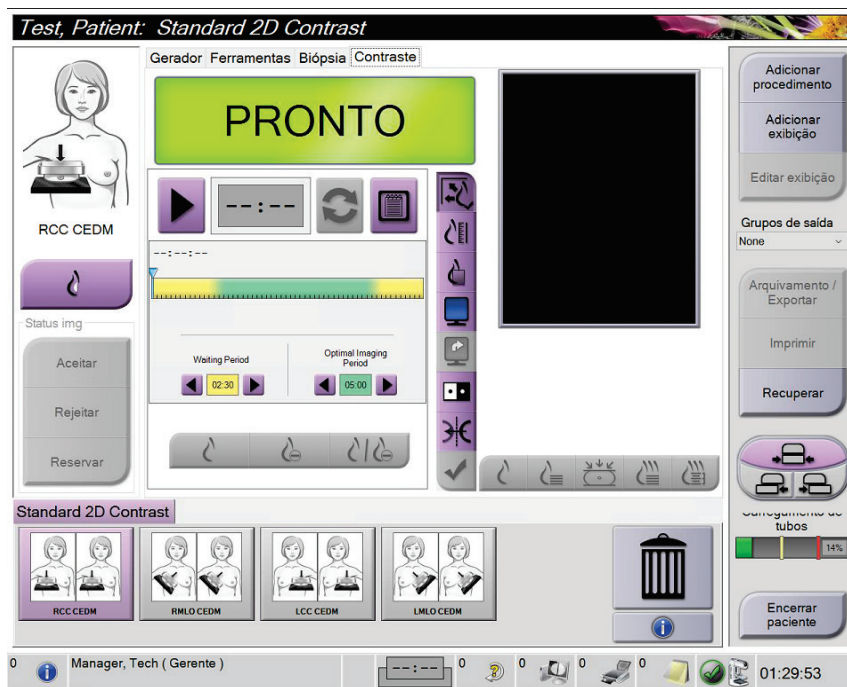 Test, Patient: Standard 2D Contrast
Gerador Ferramentas Biópsia Contraste
PRONTO
--:--
--:--:--
Waiting Period
Optimal Imaging
Period
02:30
05:00
RCC CEDM
Status img
Aceitar
Rejeitar
Reservar
Adicionar
procedimento
Adicionar
exibição
Editar exibição
Grupos de saída
None
Arquivamento /
Exportar
Imprimir
Recuperar
tubos
14%
Encerrar
paciente
Standard 2D Contrast
RCC CEDM
RMLO CEDM
LCC CEDM
LMLO CEDM
0
Manager, Tech ( Gerente )
--:--
0
0
0
0
01:29:53